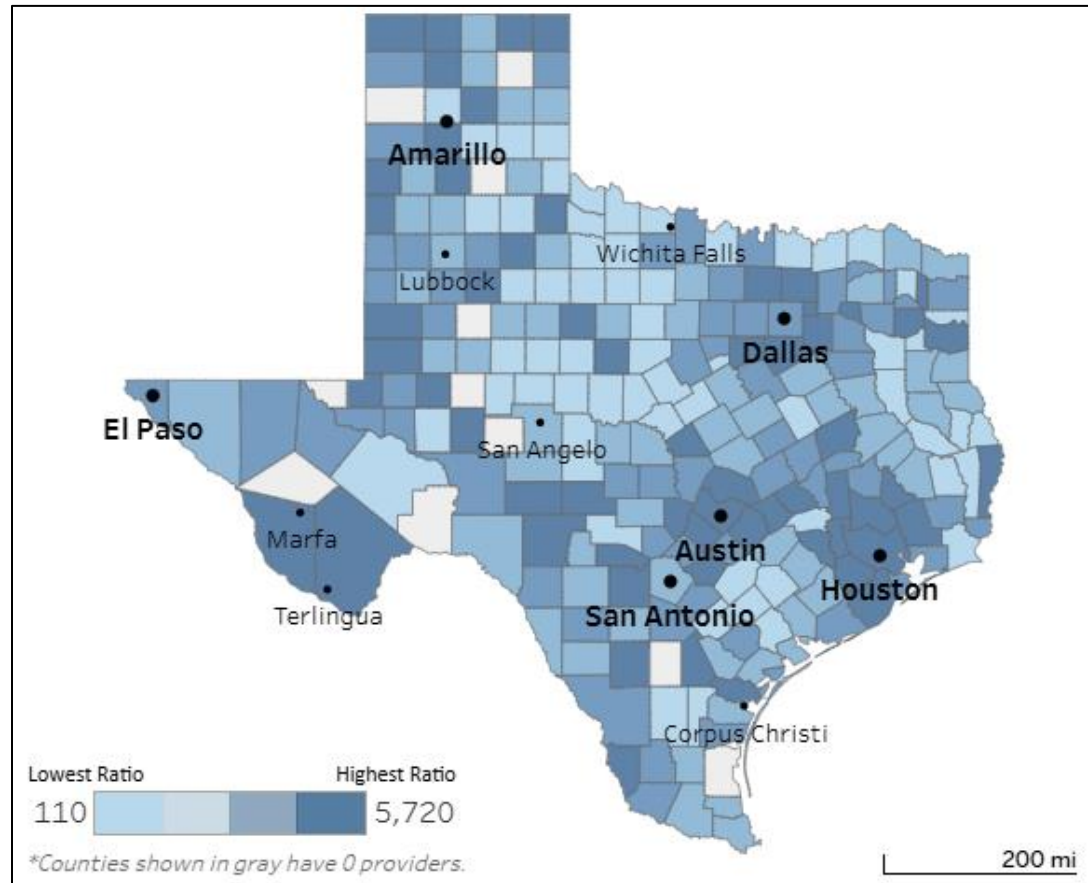 Amarillo
Wichita Falls
Lubbock
Dallas
El Paso
San Angelo
Marfa
Austin
Houston
San Antonio
Terlingua
Corpus Christi
Lowest Ratio Highest Ratio
110 5,720
*Counties shown in gray have 0 providers.
200 mi